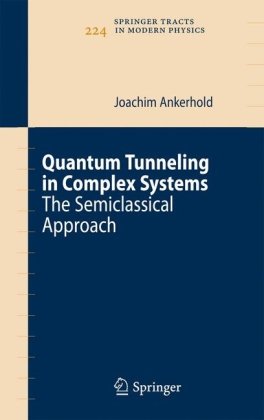 224
SPRINGER TRACTS
IN MODERN PHYSICS
Joachim Ankerhold
Quantum Tunneling
in Complex Systems
The Semiclassical
Approach
Springer